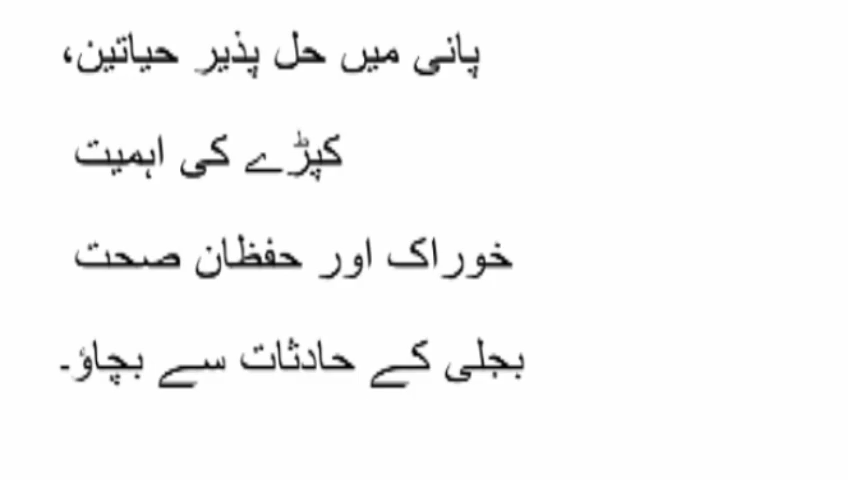 پانی میں حل پذیر حیاتین،
کپڑے کی اہمیت
خوراک اور حفظان صحت
بجلی کے حادثات سے بچاؤ۔